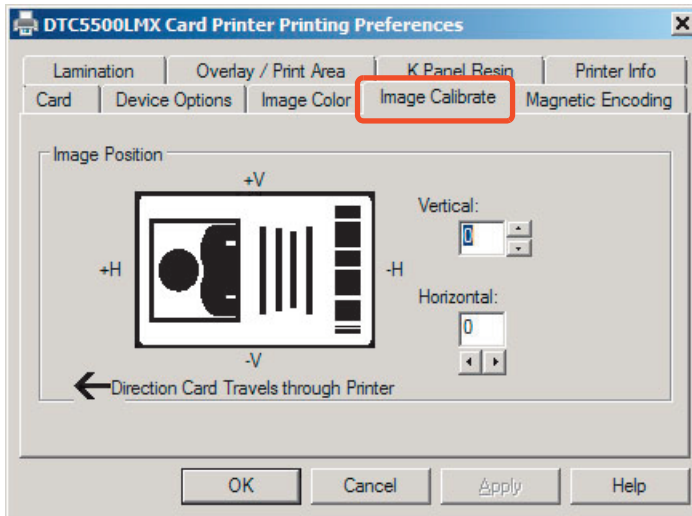 DTC5500LMX Card Printer Printing Preferences
Lamination Overlay / Print Area K Panel Resin Printer Info
Card Device Options Image Color Image Calibrate Magnetic Encoding
Image Position
+V
Vertical:
0
+H -H
Horizontal:
0
-V
Direction Card Travels through Printer
OK Cancel Apply Help